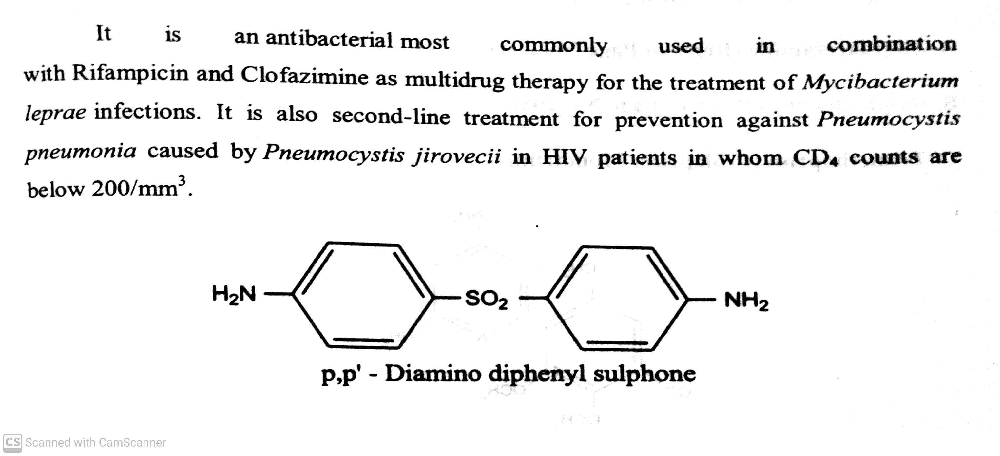 It is an antibacterial most commonly used in combination
with Rifampicin and Clofazimine as multidrug therapy for the treatment of Mycibacterium
leprae infections. It is also second-line treatment for prevention against Pneumocystis
pneumonia caused by Pneumocystis jirovecii in HIV patients in whom CD₄ counts are
below 200/mm³.
H₂N SO₂ NH₂
p,p' - Diamino diphenyl sulphone
CS Scanned with CamScanner